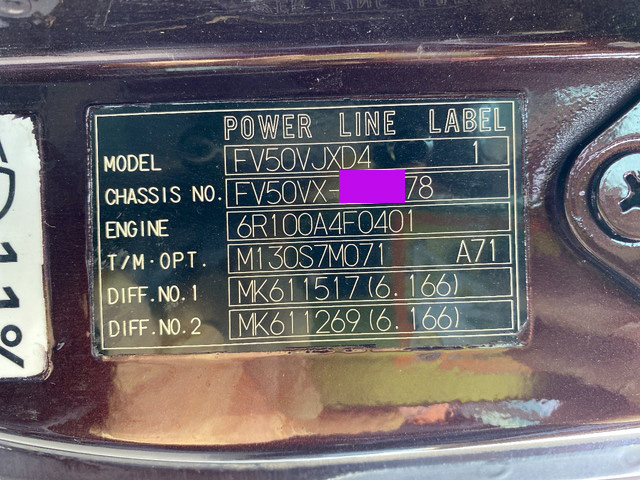 POWER LINE LABEL
MODEL FV50VJXD4 1
CHASSIS NO. FV50VX- 78
ENGINE 6R100A4F0401
T/M·OPT. M130S7M071 A71
DIFF.NO.1 MK611517(6.166)
DIFF.NO.2 MK611269(6.166)
11%